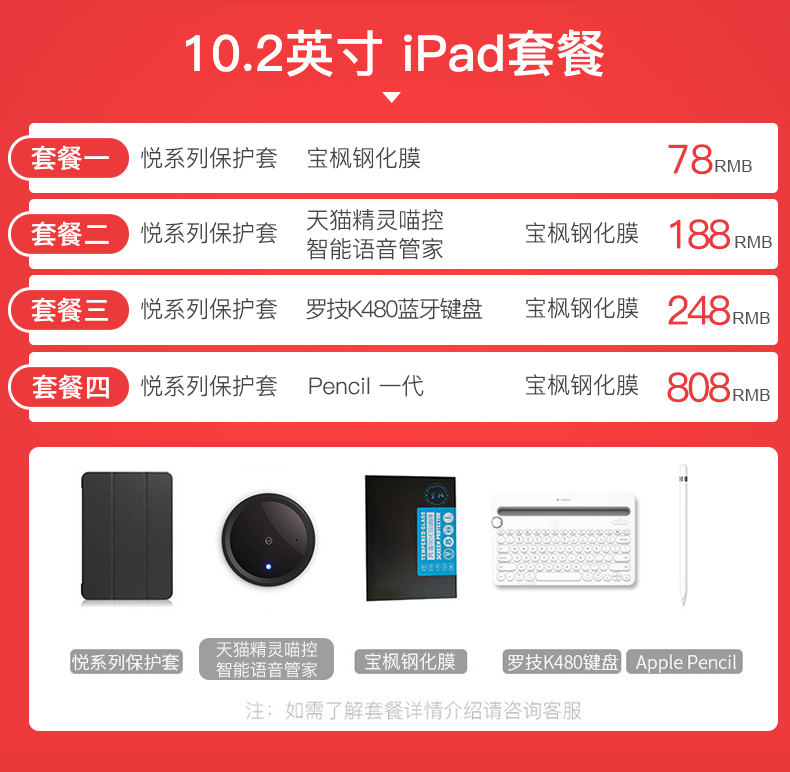 10.2英寸 iPad套餐
套餐一 悦系列保护套 宝枫钢化膜 78RMB
套餐二 悦系列保护套 天猫精灵喵控 智能语音管家 宝枫钢化膜 188RMB
套餐三 悦系列保护套 罗技K480蓝牙键盘 宝枫钢化膜 248RMB
套餐四 悦系列保护套 Pencil 一代 宝枫钢化膜 808RMB
TEMPERED GLASS
SCREEN PROTECTOR
悦系列保护套
天猫精灵喵控
智能语音管家
宝枫钢化膜
罗技K480键盘
Apple Pencil
注：如需了解套餐详情介绍请咨询客服